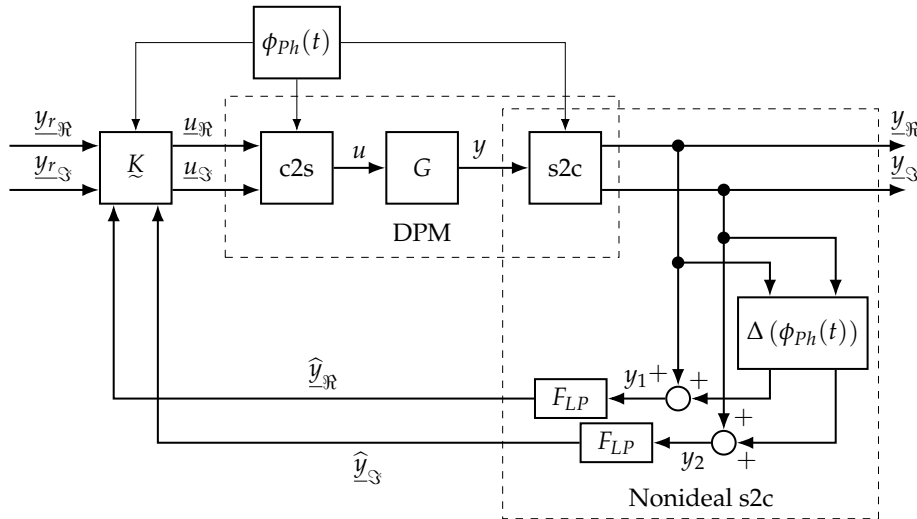 ϕ_Ph(t)
y_r_ℜ
u_ℜ
y_ℜ
y_r_ℑ
K
u_ℑ
c2s
u
G
y
s2c
y_ℑ
DPM
Δ (ϕ_Ph(t))
ŷ_ℜ
F_LP
y_1
+
+
F_LP
y_2
+
+
ŷ_ℑ
Nonideal s2c